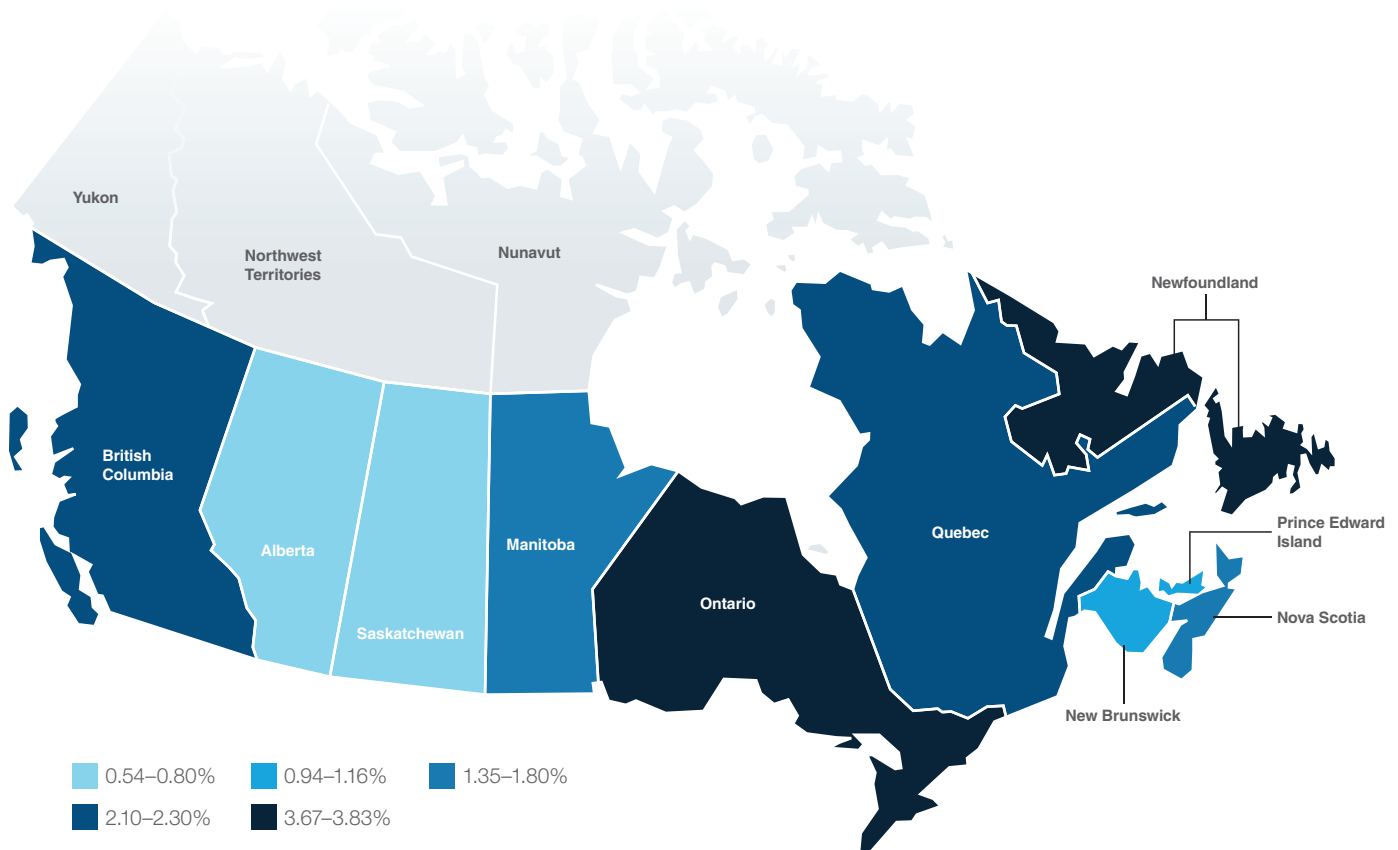 Yukon
Northwest
Territories
Nunavut
Newfoundland
British
Columbia
Prince Edward
Island
Quebec
Manitoba
Alberta
Ontario
Nova Scotia
Saskatchewan
New Brunswick
0.54–0.80%
0.94–1.16%
1.35–1.80%
2.10–2.30%
3.67–3.83%